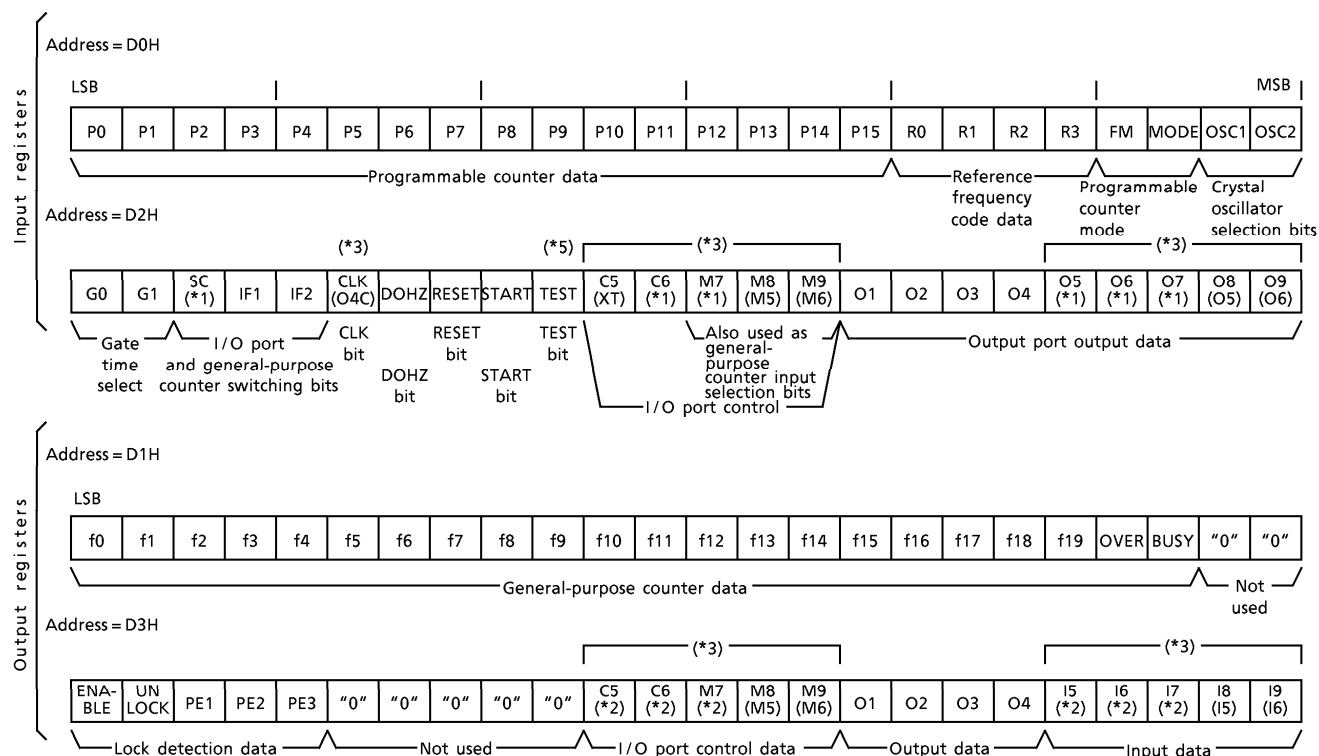 Input registers
Address = D0H
LSB MSB
P0 P1 P2 P3 P4 P5 P6 P7 P8 P9 P10 P11 P12 P13 P14 P15 R0 R1 R2 R3 FM MODE OSC1 OSC2
Programmable counter data
Reference
frequency
code data
Programmable
counter
mode
Crystal
oscillator
selection bits
Address = D2H
(*3) (*5) (*3) (*3)
G0 G1 SC (*1) IF1 IF2 CLK (O4C) DOHZ RESET START TEST C5 (XT) C6 (*1) M7 (*1) M8 (M5) M9 (M6) O1 O2 O3 O4 O5 (*1) O6 (*1) O7 (*1) O8 (O5) O9 (O6)
Gate
time
select
I/O port
and general-purpose
counter switching bits
CLK
bit
DOHZ
bit
RESET
bit
START
bit
TEST
bit
Also used as
general-
purpose
counter input
selection bits
I/O port control
Output port output data
Output registers
Address = D1H
LSB
f0 f1 f2 f3 f4 f5 f6 f7 f8 f9 f10 f11 f12 f13 f14 f15 f16 f17 f18 f19 OVER BUSY “0” “0”
General-purpose counter data
Not
used
Address = D3H
(*3) (*3)
ENA-
BLE
UN
LOCK
PE1 PE2 PE3 “0” “0” “0” “0” “0” C5 (*2) C6 (*2) M7 (*2) M8 (M5) M9 (M6) O1 O2 O3 O4 I5 (*2) I6 (*2) I7 (*2) I8 (I5) I9 (I6)
Lock detection data
Not used
I/O port control data
Output data
Input data